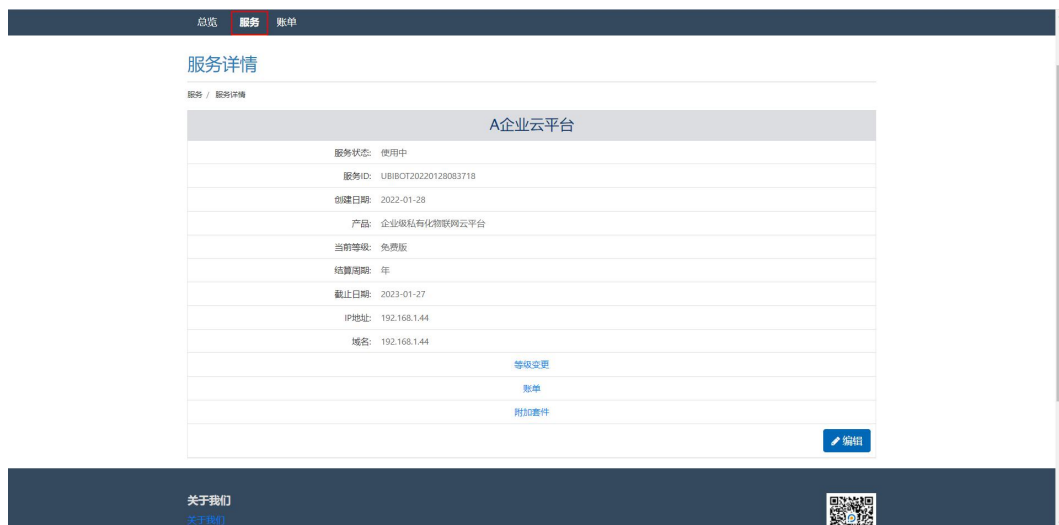 总览 服务 账单
服务详情
服务 / 服务详情
A企业云平台
服务状态: 使用中
服务ID: UBIBOT20220128083718
创建日期: 2022-01-28
产品: 企业级私有化物联网云平台
当前等级: 免费版
结算周期: 年
截止日期: 2023-01-27
IP地址: 192.168.1.44
域名: 192.168.1.44
等级变更
账单
附加套件
编辑
关于我们
关于我们